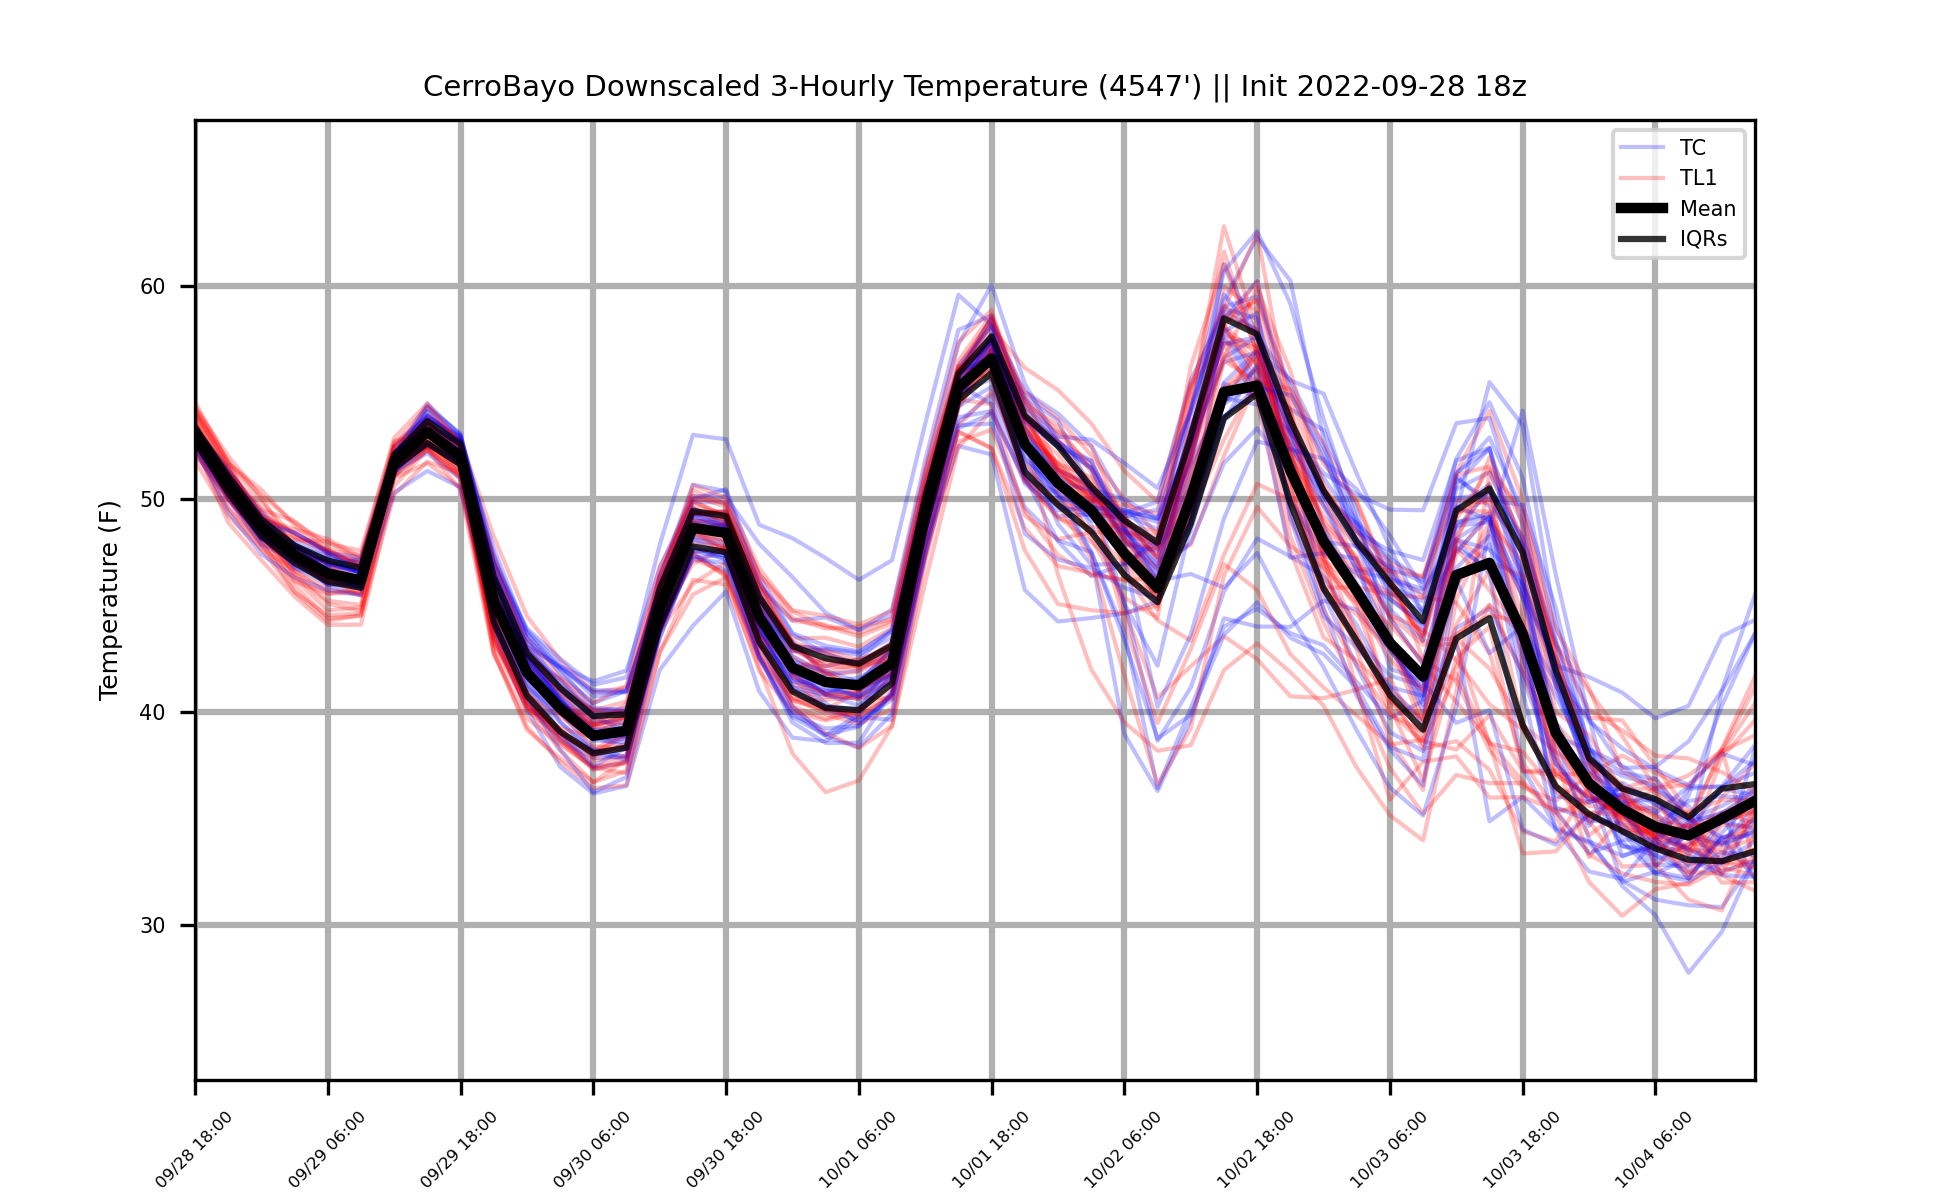 CerroBayo Downscaled 3-Hourly Temperature (4547') || Init 2022-09-28 18z
TC
TL1
Mean
IQRs
Temperature (F)
60
50
40
30
09/28 18:00
09/29 06:00
09/29 18:00
09/30 06:00
09/30 18:00
10/01 06:00
10/01 18:00
10/02 06:00
10/02 18:00
10/03 06:00
10/03 18:00
10/04 06:00